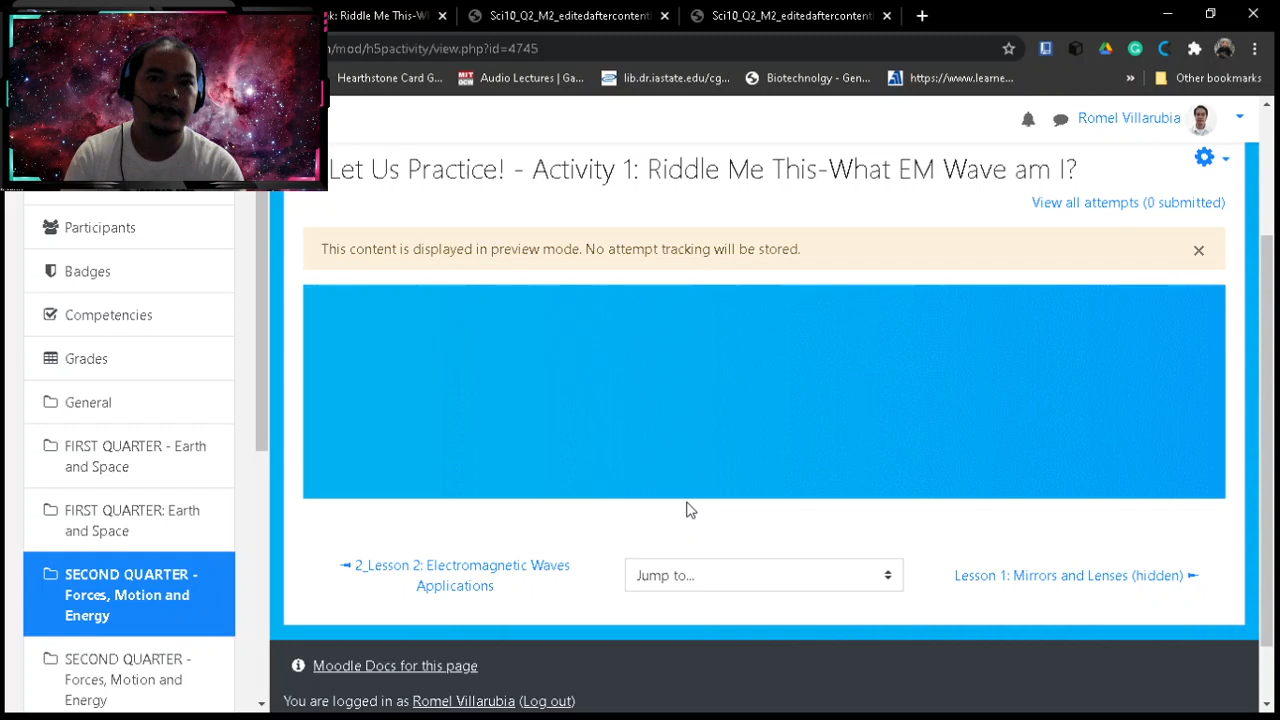 k: Riddle Me This-W
10_Q2_M2_editedaftercontent
10_Q2_M2_editedaftercontent
/mod/h5pactivity/view.php?id=4745
Hearthstone Card G...
Audio Lectures | Ga...
lib.dr.iastate.edu/cg...
Biotechnolgy - Gen...
https://www.learne...
»
Other bookmarks
Romel Villarubia
Let Us Practice! - Activity 1: Riddle Me This-What EM Wave am I?
View all attempts (0 submitted)
This content is displayed in preview mode. No attempt tracking will be stored.
Participants
Badges
Competencies
Grades
General
FIRST QUARTER - Earth
and Space
FIRST QUARTER: Earth
and Space
SECOND QUARTER -
Forces, Motion and
Energy
SECOND QUARTER -
Forces, Motion and
Energy
◄ 2_Lesson 2: Electromagnetic Waves
Applications
Jump to...
Lesson 1: Mirrors and Lenses (hidden) ►
Moodle Docs for this page
You are logged in as Romel Villarubia (Log out)